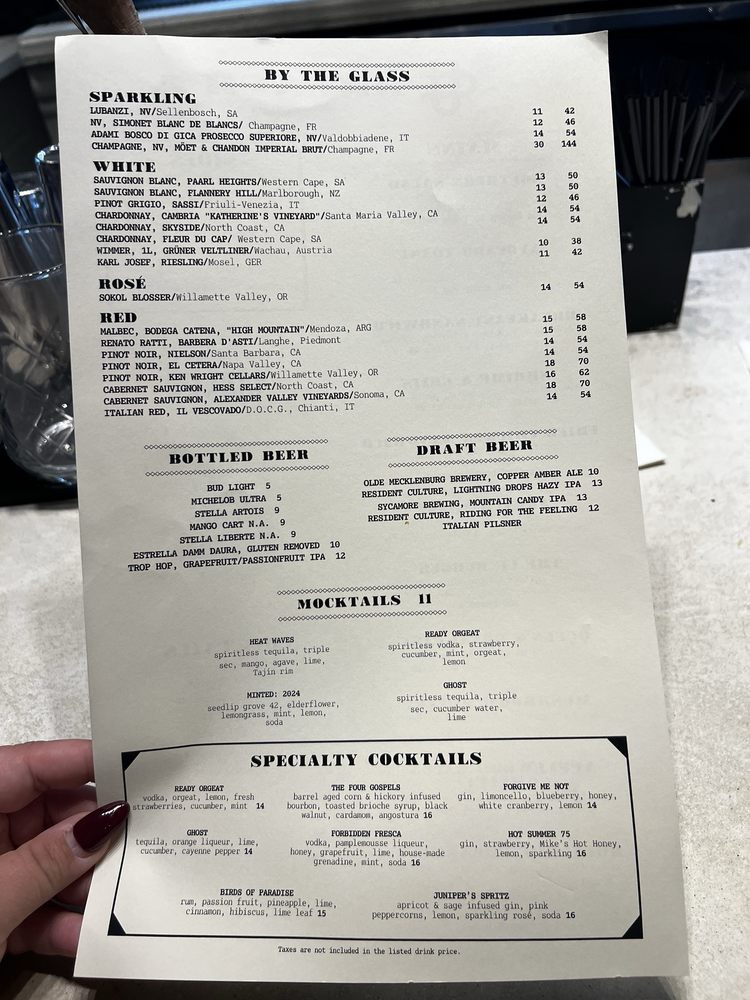 BY THE GLASS
SPARKLING
LUBANZI, NV/Sellenbosch, SA 11 42
NV, SIMONET BLANC DE BLANCS/ Champagne, FR 12 46
ADAMI BOSCO DI GICA PROSECCO SUPERIORE, NV/Valdobbiadene, IT 14 54
CHAMPAGNE, NV, MÖET & CHANDON IMPERIAL BRUT/Champagne, FR 30 144
WHITE
SAUVIGNON BLANC, PAARL HEIGHTS/Western Cape, SA 13 50
SAUVIGNON BLANC, FLANNERY HILL/Marlborough, NZ 13 50
PINOT GRIGIO, SASSI/Friuli-Venezia, IT 12 46
CHARDONNAY, CAMBRIA "KATHERINE'S VINEYARD"/Santa Maria Valley, CA 14 54
CHARDONNAY, SKYSIDE/North Coast, CA 14 54
CHARDONNAY, FLEUR DU CAP/ Western Cape, SA
WIMMER, 1L, GRÜNER VELTLINER/Wachau, Austria 10 38
KARL JOSEF, RIESLING/Mosel, GER 11 42
ROSÉ
SOKOL BLOSSER/Willamette Valley, OR 14 54
RED
MALBEC, BODEGA CATENA, "HIGH MOUNTAIN"/Mendoza, ARG 15 58
RENATO RATTI, BARBERA D'ASTI/Langhe, Piedmont 15 58
PINOT NOIR, NIELSON/Santa Barbara, CA 14 54
PINOT NOIR, EL CETERA/Napa Valley, CA 14 54
PINOT NOIR, KEN WRIGHT CELLARS/Willamette Valley, OR 18 70
CABERNET SAUVIGNON, HESS SELECT/North Coast, CA 16 62
CABERNET SAUVIGNON, ALEXANDER VALLEY VINEYARDS/Sonoma, CA 18 70
ITALIAN RED, IL VESCOVADO/D.O.C.G., Chianti, IT 14 54
BOTTLED BEER
BUD LIGHT 5
MICHELOB ULTRA 5
STELLA ARTOIS 9
MANGO CART N.A. 9
STELLA LIBERTE N.A. 9
ESTRELLA DAMM DAURA, GLUTEN REMOVED 10
TROP HOP, GRAPEFRUIT/PASSIONFRUIT IPA 12
DRAFT BEER
OLDE MECKLENBURG BREWERY, COPPER AMBER ALE 10
RESIDENT CULTURE, LIGHTNING DROPS HAZY IPA 13
SYCAMORE BREWING, MOUNTAIN CANDY IPA 13
RESIDENT CULTURE, RIDING FOR THE FEELING 12
ITALIAN PILSNER
MOCKTAILS 11
HEAT WAVES
spiritless tequila, triple
sec, mango, agave, lime,
Tajin rim
READY ORGEAT
spiritless vodka, strawberry,
cucumber, mint, orgeat,
lemon
MINTED: 2024
seedlip grove 42, elderflower,
lemongrass, mint, lemon,
soda
GHOST
spiritless tequila, triple
sec, cucumber water,
lime
SPECIALTY COCKTAILS
READY ORGEAT
vodka, orgeat, lemon, fresh
strawberries, cucumber, mint 14
THE FOUR GOSPELS
barrel aged corn & hickory infused
bourbon, toasted brioche syrup, black
walnut, cardamom, angostura 16
FORGIVE ME NOT
gin, limoncello, blueberry, honey,
white cranberry, lemon 14
GHOST
tequila, orange liqueur, lime,
cucumber, cayenne pepper 14
FORBIDDEN FRESCA
vodka, pamplemousse liqueur,
honey, grapefruit, lime, house-made
grenadine, mint, soda 16
HOT SUMMER 75
gin, strawberry, Mike's Hot Honey,
lemon, sparkling 16
BIRDS OF PARADISE
rum, passion fruit, pineapple, lime,
cinnamon, hibiscus, lime leaf 15
JUNIPER'S SPRITZ
apricot & sage infused gin, pink
peppercorns, lemon, sparkling rosé, soda 16
Taxes are not included in the listed drink price.